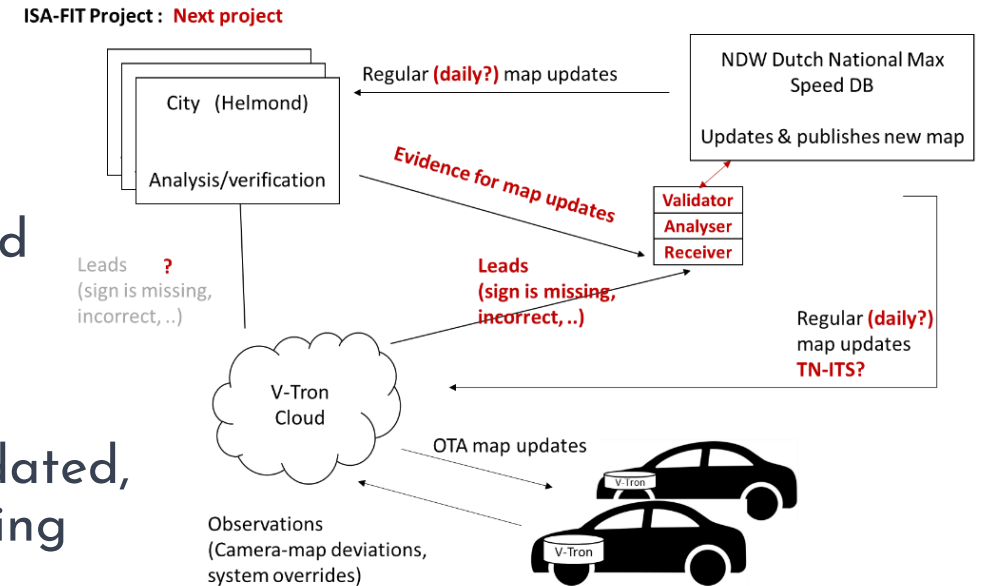 ISA-FIT Project : Next project
City (Helmond)
Analysis/verification
Regular (daily?) map updates
NDW Dutch National Max
Speed DB
Updates & publishes new map
Evidence for map updates
Validator
Analyser
Receiver
d
Leads ?
(sign is missing,
incorrect, ..)
Leads
(sign is missing,
incorrect, ..)
Regular (daily?)
map updates
TN-ITS?
V-Tron
Cloud
OTA map updates
dated,
ing
V-Tron
V-Tron
Observations
(Camera-map deviations,
system overrides)